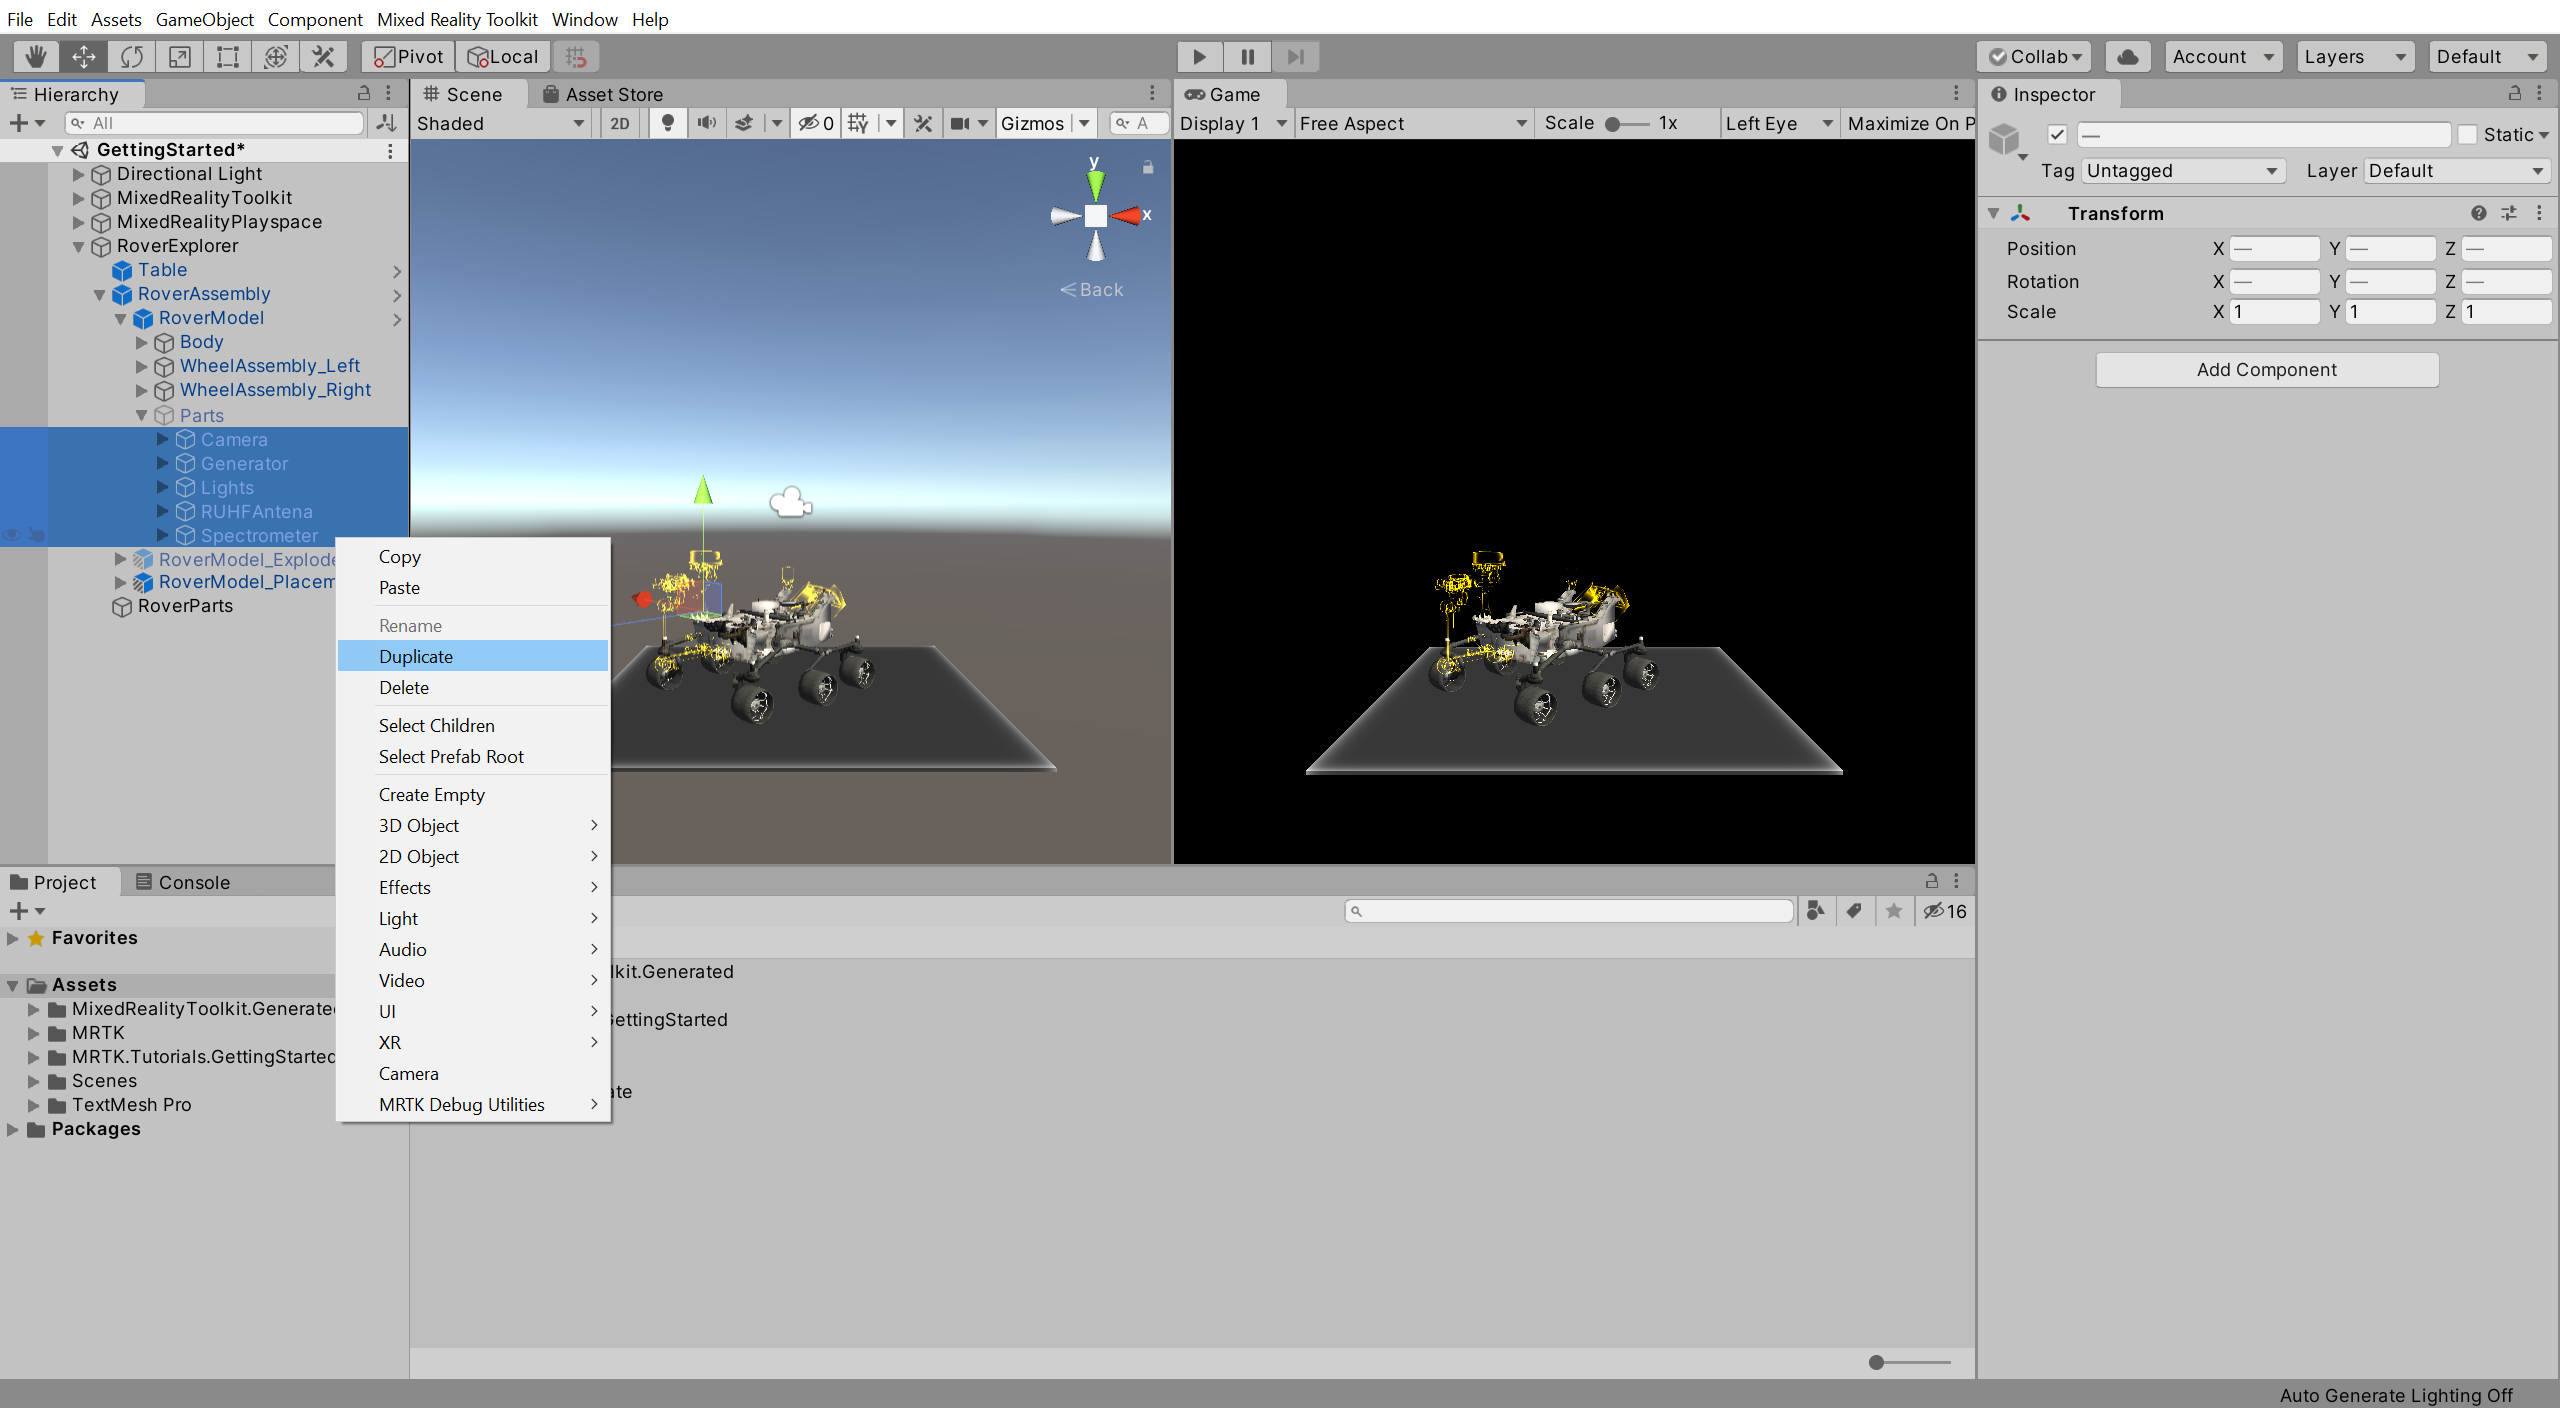 File Edit Assets GameObject Component Mixed Reality Toolkit Window Help
Pivot Local Collab Account Layers Default
Hierarchy
All
GettingStarted*
Directional Light
MixedRealityToolkit
MixedRealityPlayspace
RoverExplorer
Table
RoverAssembly
RoverModel
Body
WheelAssembly_Left
WheelAssembly_Right
Parts
Camera
Generator
Lights
RUHFAntena
Spectrometer
RoverModel_Explode
RoverModel_Placem
RoverParts
Copy
Paste
Rename
Duplicate
Delete
Select Children
Select Prefab Root
Create Empty
3D Object
2D Object
Effects
Light
Audio
Video
UI
XR
Camera
MRTK Debug Utilities
Scene Asset Store
Shaded 2D 0 Gizmos A
y
x
Back
Game
Display 1 Free Aspect Scale 1x Left Eye Maximize On P
Inspector
— Static
Tag Untagged Layer Default
Transform
Position X — Y — Z —
Rotation X — Y — Z —
Scale X 1 Y 1 Z 1
Add Component
Project Console
16
Favorites
Assets
MixedRealityToolkit.Generated
MRTK
MRTK.Tutorials.GettingStarted
Scenes
TextMesh Pro
Packages
lkit.Generated
GettingStarted
ate
Auto Generate Lighting Off